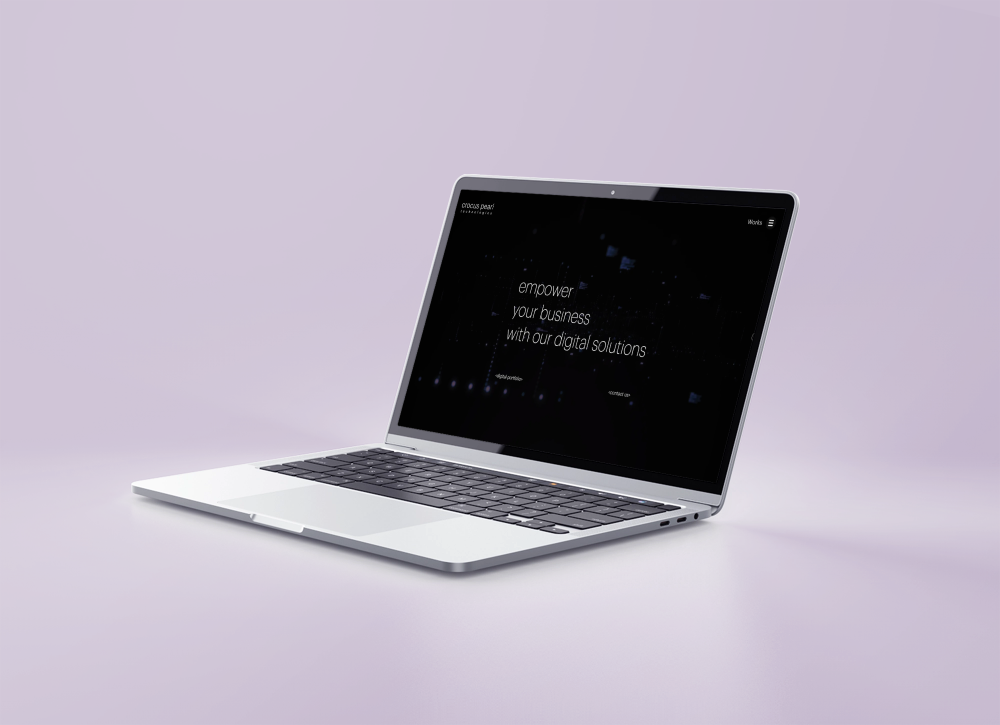 crocus pearl
technologies
Works
empower
your business
with our digital solutions
<digital portfolio>
<contact us>